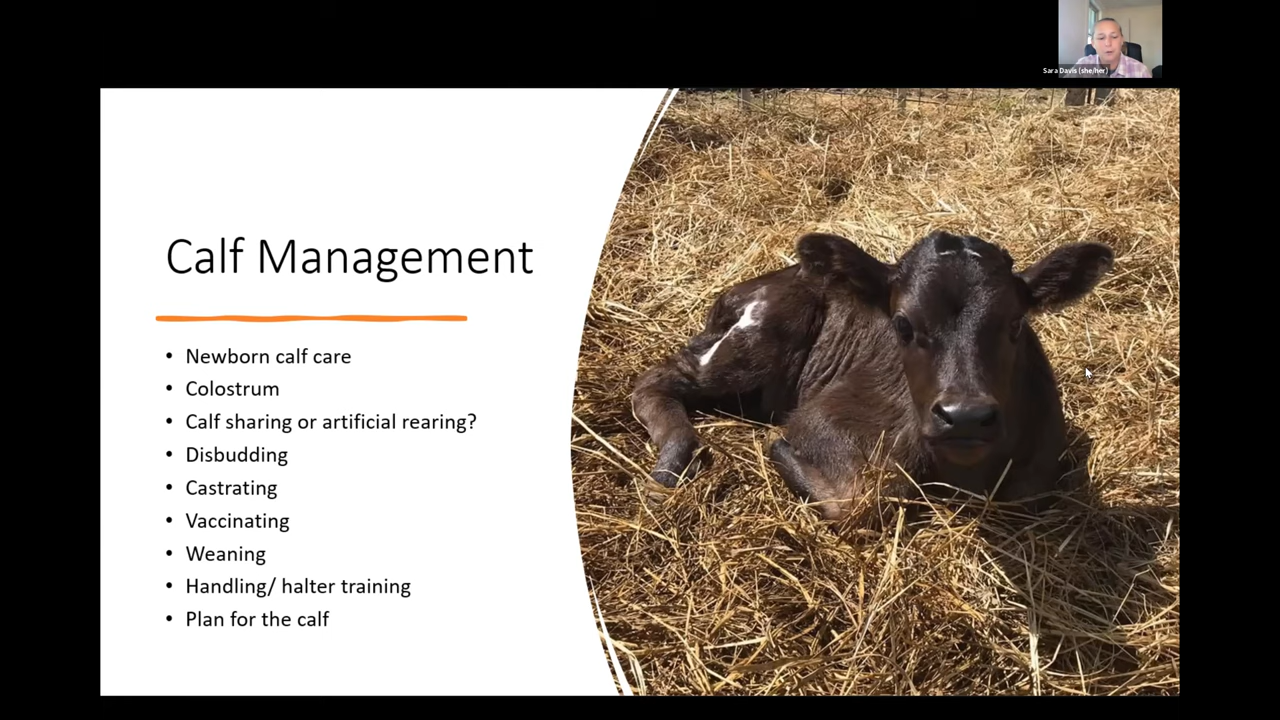 Sara Davis (she/her)
Calf Management
• Newborn calf care
• Colostrum
• Calf sharing or artificial rearing?
• Disbudding
• Castrating
• Vaccinating
• Weaning
• Handling/ halter training
• Plan for the calf